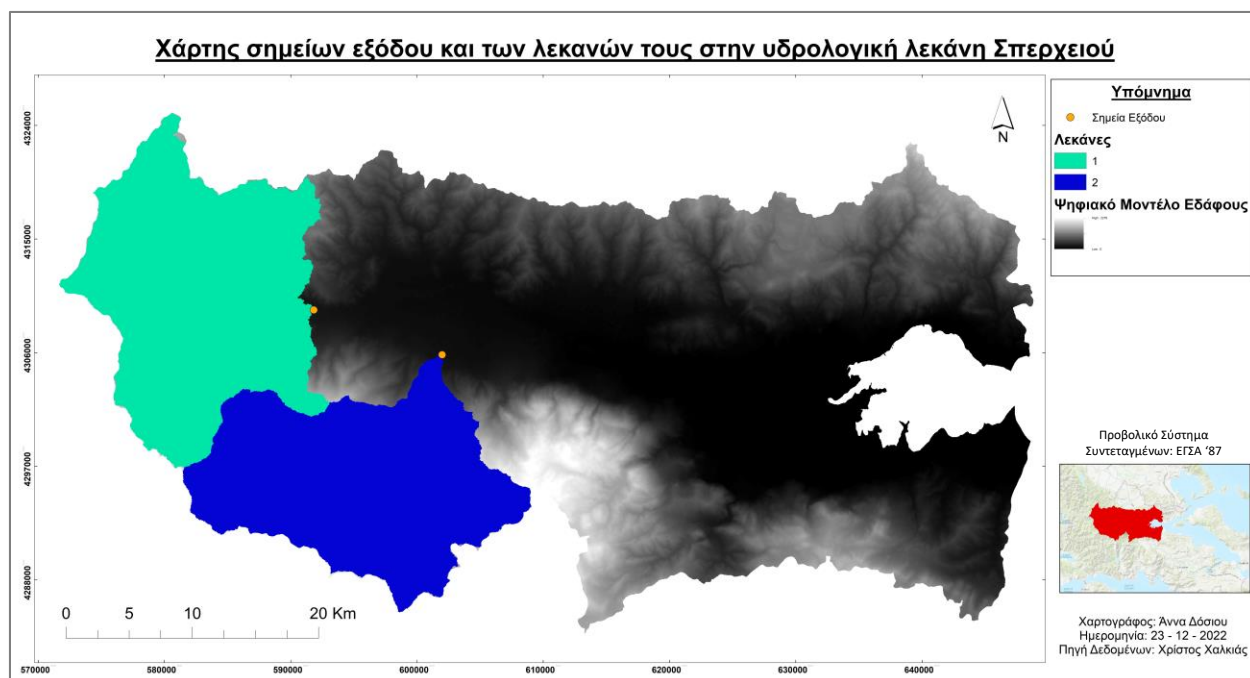 Χάρτης σημείων εξόδου και των λεκανών τους στην υδρολογική λεκάνη Σπερχειού
570000
580000
590000
600000
610000
620000
630000
640000
4324000
4315000
4306000
4297000
4288000
N
0 5 10 20 Km
Υπόμνημα
Σημεία Εξόδου
Λεκάνες
1
2
Ψηφιακό Μοντέλο Εδάφους
Προβολικό Σύστημα
Συντεταγμένων: ΕΓΣΑ ‘87
Χαρτογράφος: Άννα Δόσιου
Ημερομηνία: 23 - 12 - 2022
Πηγή Δεδομένων: Χρίστος Χαλκιάς